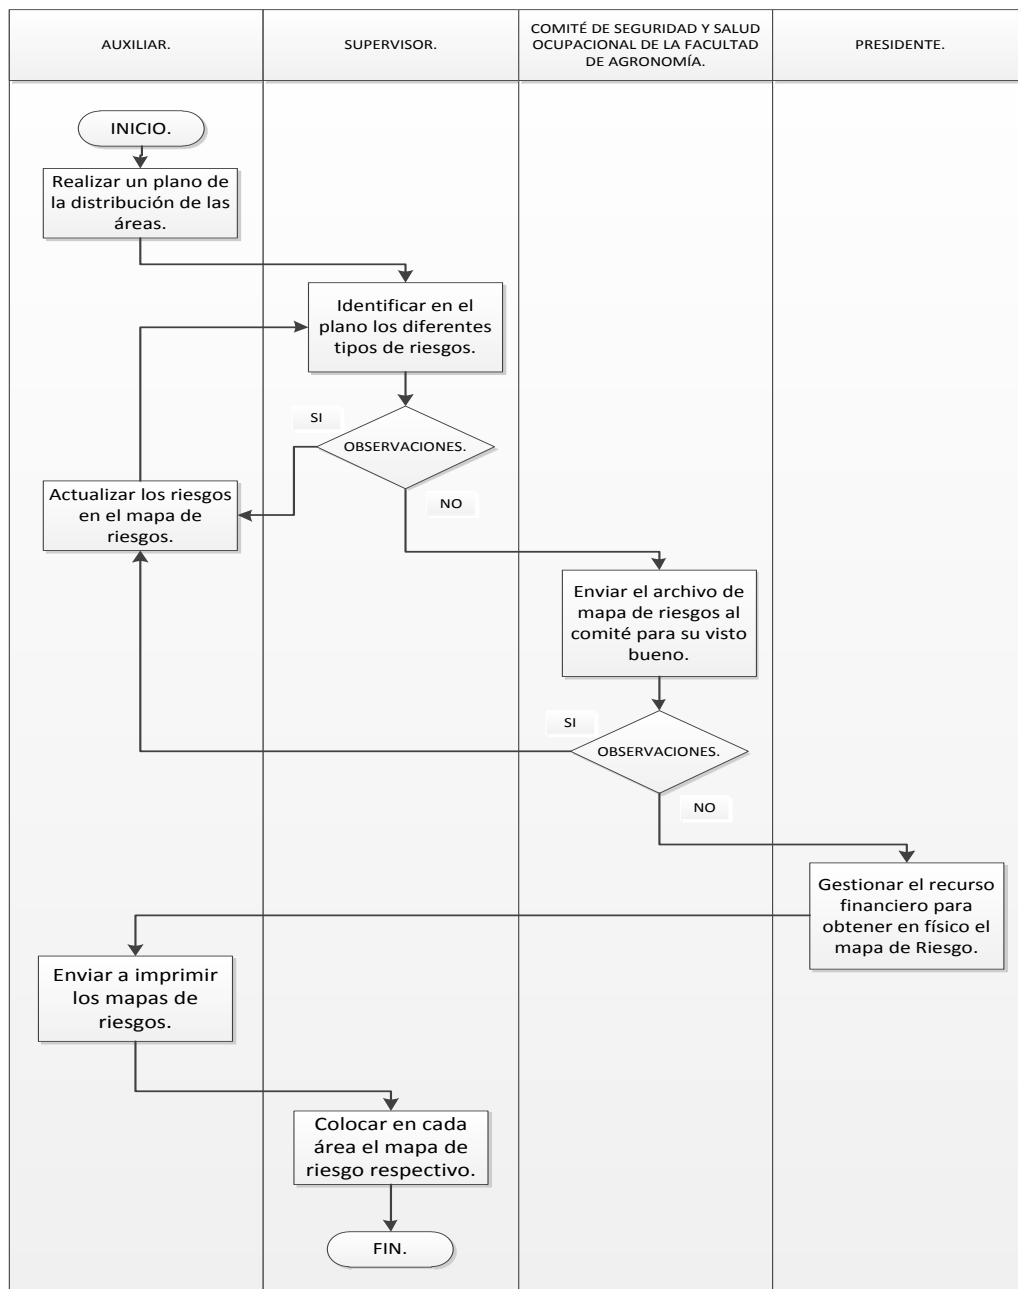 AUXILIAR.
SUPERVISOR.
COMITÉ DE SEGURIDAD Y SALUD
OCUPACIONAL DE LA FACULTAD
DE AGRONOMÍA.
PRESIDENTE.
INICIO.
Realizar un plano de
la distribución de las
áreas.
Identificar en el
plano los diferentes
tipos de riesgos.
SI
OBSERVACIONES.
NO
Actualizar los riesgos
en el mapa de
riesgos.
Enviar el archivo de
mapa de riesgos al
comité para su visto
bueno.
SI
OBSERVACIONES.
NO
Gestionar el recurso
financiero para
obtener en físico el
mapa de Riesgo.
Enviar a imprimir
los mapas de
riesgos.
Colocar en cada
área el mapa de
riesgo respectivo.
FIN.